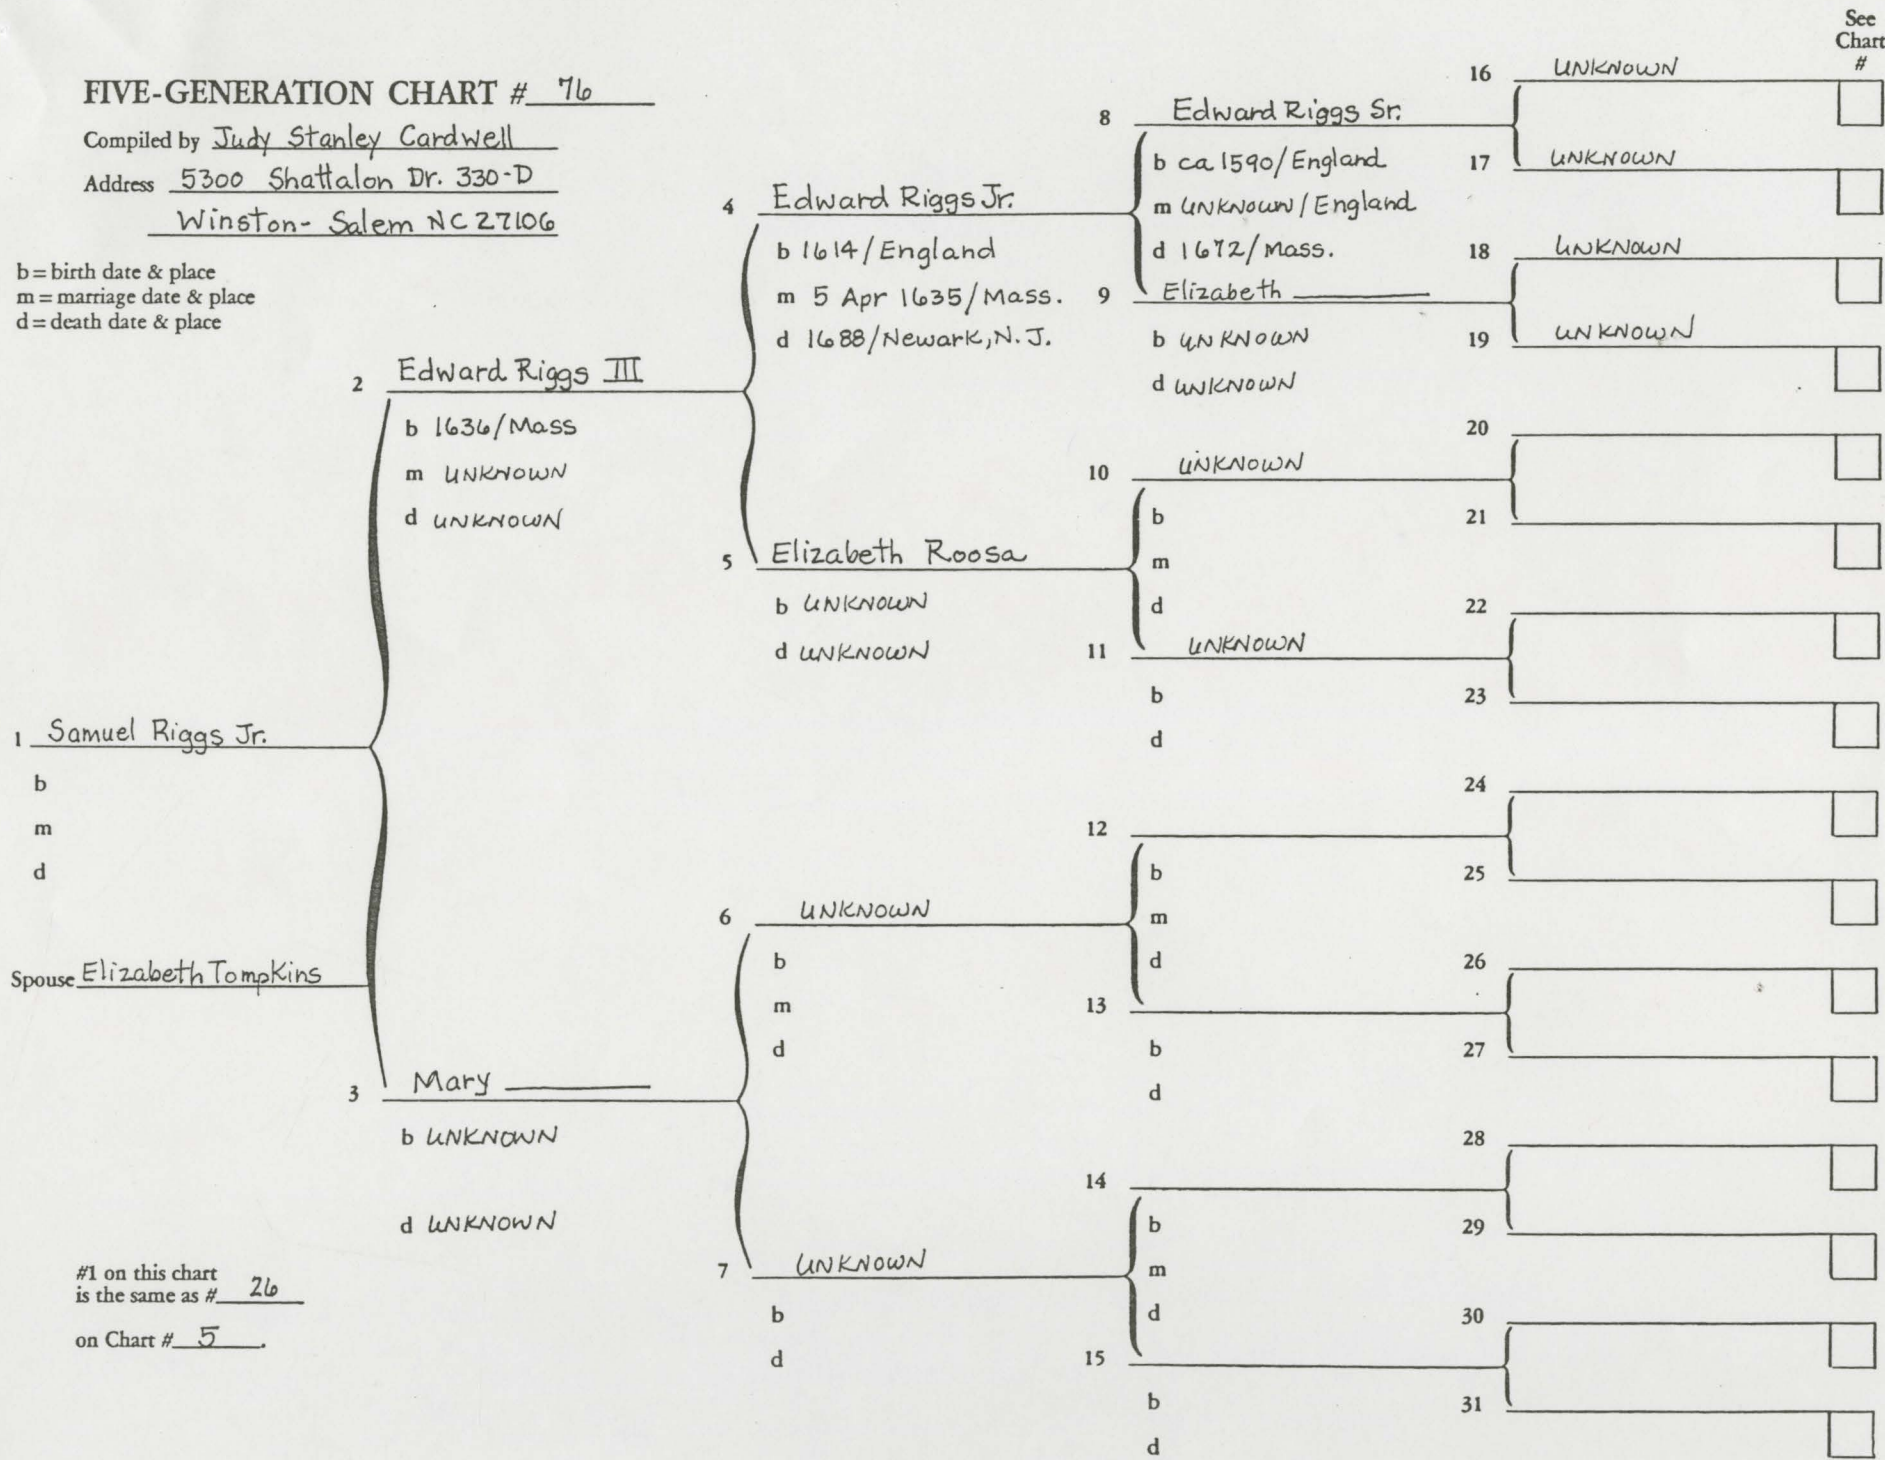 See
Chart
#
FIVE-GENERATION CHART # 76
Compiled by Judy Stanley Cardwell
Address 5300 Shattalon Dr. 330-D
Winston- Salem NC 27106
b = birth date & place
m = marriage date & place
d = death date & place
1 Samuel Riggs Jr.
b
m
d
Spouse Elizabeth Tompkins
#1 on this chart
is the same as # 26
on Chart # 5.
2 Edward Riggs III
b 1636/Mass
m UNKNOWN
d UNKNOWN
3 Mary
b UNKNOWN
d UNKNOWN
4 Edward Riggs Jr.
b 1614/England
m 5 Apr 1635/Mass.
d 1688/Newark, N.J.
5 Elizabeth Roosa
b UNKNOWN
d UNKNOWN
6 UNKNOWN
b
m
d
7 UNKNOWN
b
d
8 Edward Riggs Sr.
b ca 1590/England
m UNKNOWN/England
d 1672/Mass.
9 Elizabeth
b UNKNOWN
d UNKNOWN
10 UNKNOWN
b
m
d
11 UNKNOWN
b
d
12
b
m
d
13
b
d
14
b
m
d
15
b
d
16 UNKNOWN
17 UNKNOWN
18 UNKNOWN
19 UNKNOWN
20
21
22
23
24
25
26
27
28
29
30
31